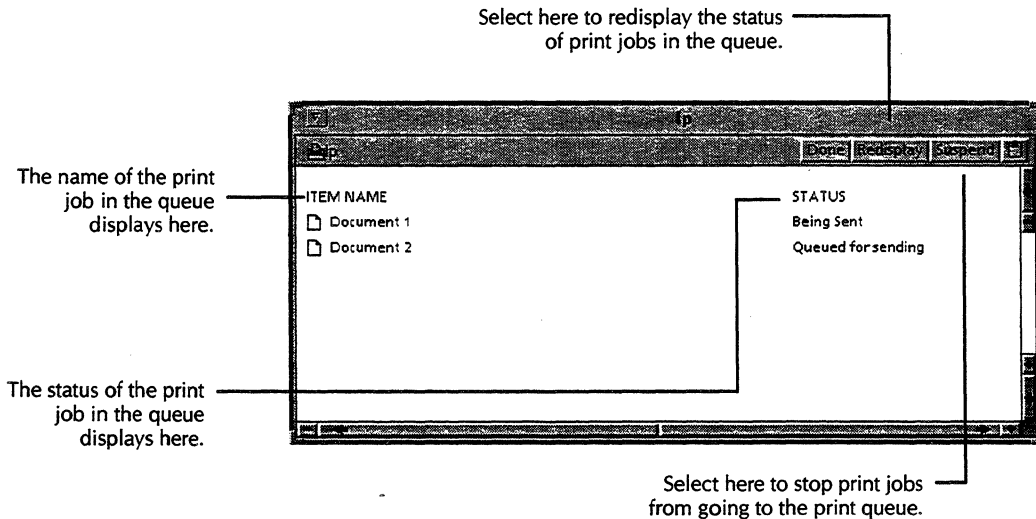 Select here to redisplay the status
of print jobs in the queue.
lp
lp
Done Redisplay Suspend
The name of the print
job in the queue
displays here.
ITEM NAME STATUS
Document 1 Being Sent
Document 2 Queued for sending
The status of the print
job in the queue
displays here.
Select here to stop print jobs
from going to the print queue.